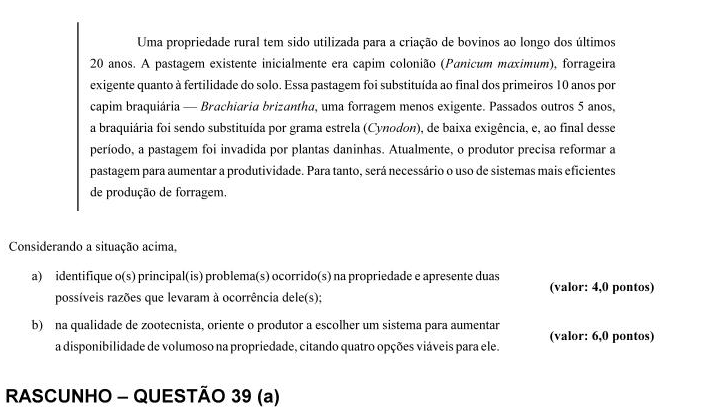 Uma propriedade rural tem sido utilizada para a criação de bovinos ao longo dos últimos
20 anos. A pastagem existente inicialmente era capim colonião (Panicum maximum), forrageira
exigente quanto à fertilidade do solo. Essa pastagem foi substituída ao final dos primeiros 10 anos por
capim braquiária — Brachiaria brizantha, uma forragem menos exigente. Passados outros 5 anos,
a braquiária foi sendo substituída por grama estrela (Cynodon), de baixa exigência, e, ao final desse
período, a pastagem foi invadida por plantas daninhas. Atualmente, o produtor precisa reformar a
pastagem para aumentar a produtividade. Para tanto, será necessário o uso de sistemas mais eficientes
de produção de forragem.
Considerando a situação acima,
a) identifique o(s) principal(is) problema(s) ocorrido(s) na propriedade e apresente duas
possíveis razões que levaram à ocorrência dele(s);
(valor: 4,0 pontos)
b) na qualidade de zootecnista, oriente o produtor a escolher um sistema para aumentar
a disponibilidade de volumoso na propriedade, citando quatro opções viáveis para ele.
(valor: 6,0 pontos)
RASCUNHO – QUESTÃO 39 (a)